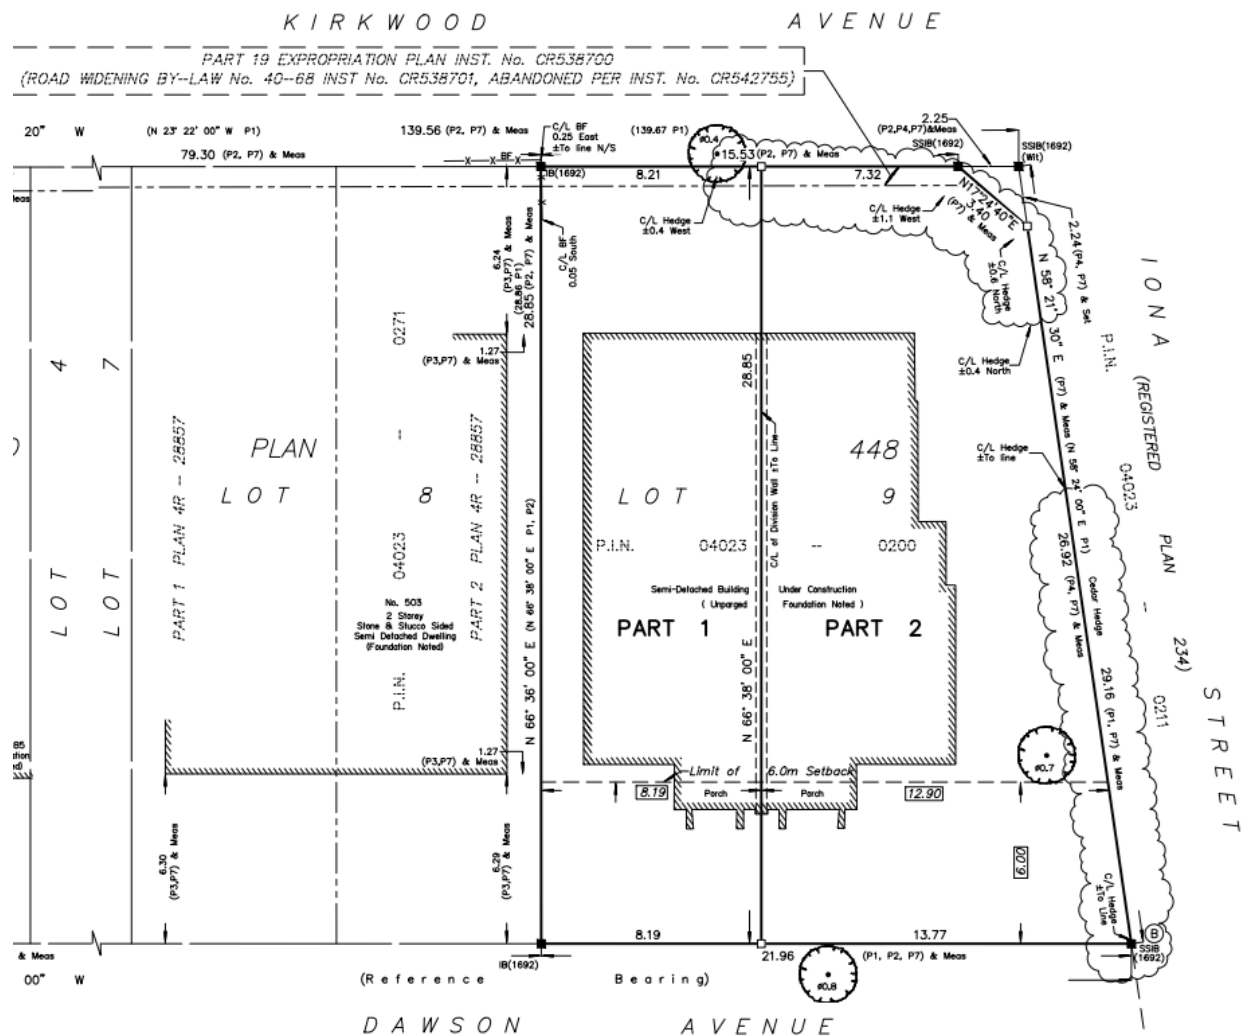 KIRKWOOD AVENUE
PART 19 EXPROPRIATION PLAN INST. No. CR538700
(ROAD WIDENING BY--LAW No. 40--68 INST No. CR538701, ABANDONED PER INST. No. CR542755)
20" W
(N 23' 22' 00" W P1)
139.56 (P2, P7) & Meas
C/L BF
0.25 East
±To line N/S
(139.67 P1)
ø0.4
2.25
(P2,P4,P7)&Meas
SSIB(1692)
SSIB(1692)
(Wit)
79.30 (P2, P7) & Meas
BF
15.53 (P2, P7) & Meas
IB(1692)
8.21
7.32
N17°24'40"E
3.40
(P7) & Meas
C/L Hedge
±0.4 West
C/L Hedge
±1.1 West
C/L BF
0.05 South
6.24
(P3,P7) & Meas
(28.86 P1)
28.85 (P2, P7) & Meas
C/L Hedge
±0.6 North
2.24 (P4, P7) & Set
N 58° 21' 30" E (P7) & Meas (N 58' 24' 00" E P1)
C/L Hedge
±0.4 North
IONA STREET
(REGISTERED PLAN -- 234)
P.I.N. 04023 0211
1.27
(P3,P7) & Meas
28.85
C/L of Division Wall ±To Line
LOT 4
LOT 7
PART 1 PLAN 4R -- 28857
PLAN 448
LOT 8
P.I.N. 04023 -- 0271
PART 2 PLAN 4R -- 28857
LOT 9
P.I.N. 04023 -- 0200
C/L Hedge
±To line
No. 503
2 Storey
Stone & Stucco Sided
Semi Detached Dwelling
(Foundation Noted)
N 66° 36' 00" E (N 66' 38' 00" E P1, P2)
Semi-Detached Building Under Construction
( Unparged Foundation Noted )
PART 1 PART 2
N 66° 38' 00" E
26.92 (P4, P7) & Meas
Cedar Hedge
29.16 (P1, P7) & Meas
1.27
(P3,P7) & Meas
Limit of 6.0m Setback
8.19
Porch Porch
12.90
ø0.7
6.30
(P3,P7) & Meas
6.29
(P3,P7) & Meas
6.00
C/L Hedge
±To Line
8.19
13.77
B
SSIB
(1692)
& Meas
00" W
IB(1692)
21.96
(P1, P2, P7) & Meas
(Reference Bearing)
ø0.8
DAWSON AVENUE